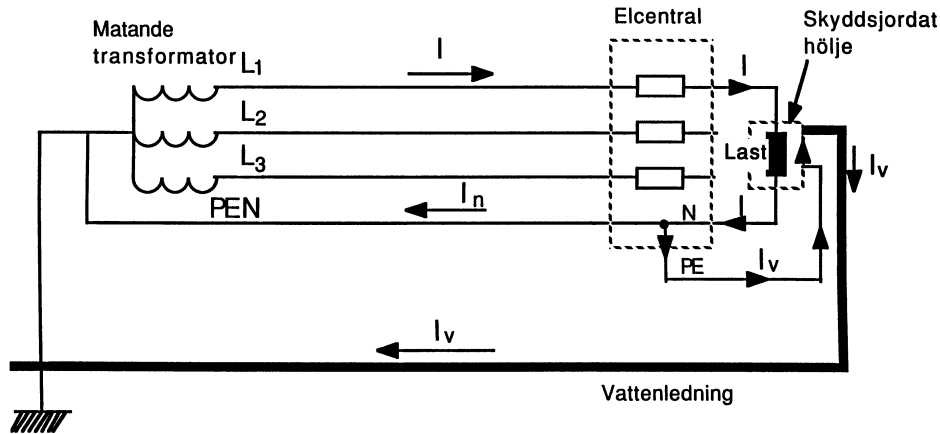 Matande
transformator
Elcentral
Skyddsjordat
hölje
L1
I
I
L2
L3
Last
Iv
PEN
In
N
I
PE
Iv
Iv
Vattenledning